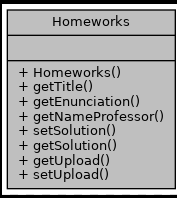 Homeworks
+ Homeworks()
+ getTitle()
+ getEnunciation()
+ getNameProfessor()
+ setSolution()
+ getSolution()
+ getUpload()
+ setUpload()